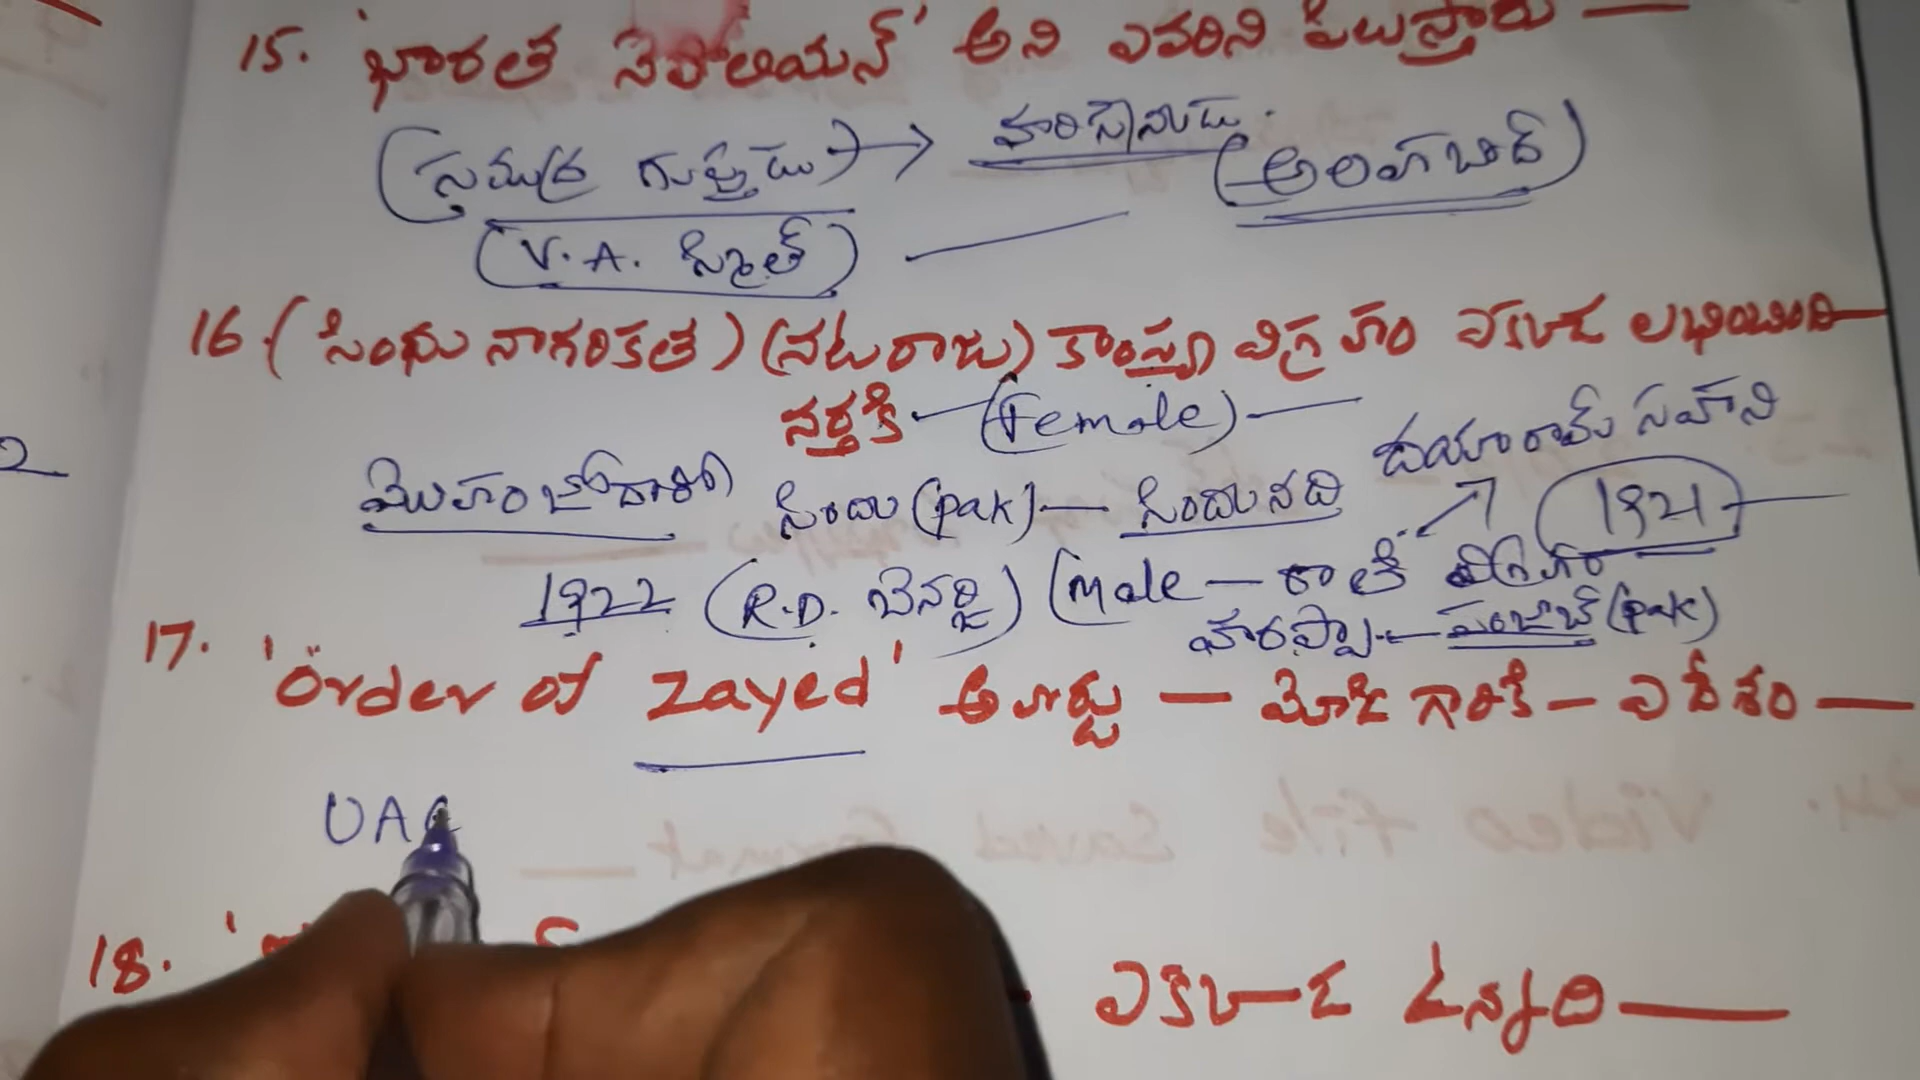 15. 'భారత నెపోలియన్' అని ఎవరిని పిలుస్తారు —
(సముద్ర గుప్తుడు) → హరిసేనుడు. (అలహాబాద్)
(V.A. స్మిత్) —
16. (సింధు నాగరికత) (నటరాజు) కాంస్య విగ్రహం ఎక్కడ లభించింది —
నర్తకి — (Female) —
దయారామ్ సహాని
మొహంజోదారో సిందు (pak) — సిందు నది 1921 —
1922 (R.D. బెనర్జి) (male — రాతి విగ్రహం
హరప్పా — పంజాబ్ (pak)
17. 'Order of Zayed' అవార్డు — మోడీ గారికి — ఏ దేశం —
UAE
18. ' ఎక్కడ ఉన్నది —